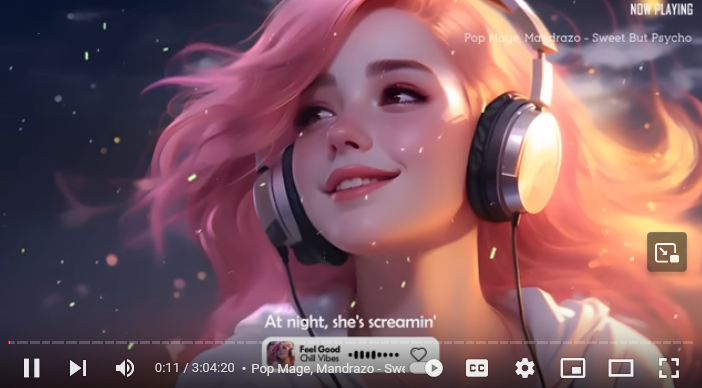 NOW PLAYING
Pop Mage, Mandrazo - Sweet But Psycho
At night, she's screamin'
Feel Good
Chill Vibes
0:11 / 3:04:20 • Pop Mage, Mandrazo - Swe
CC